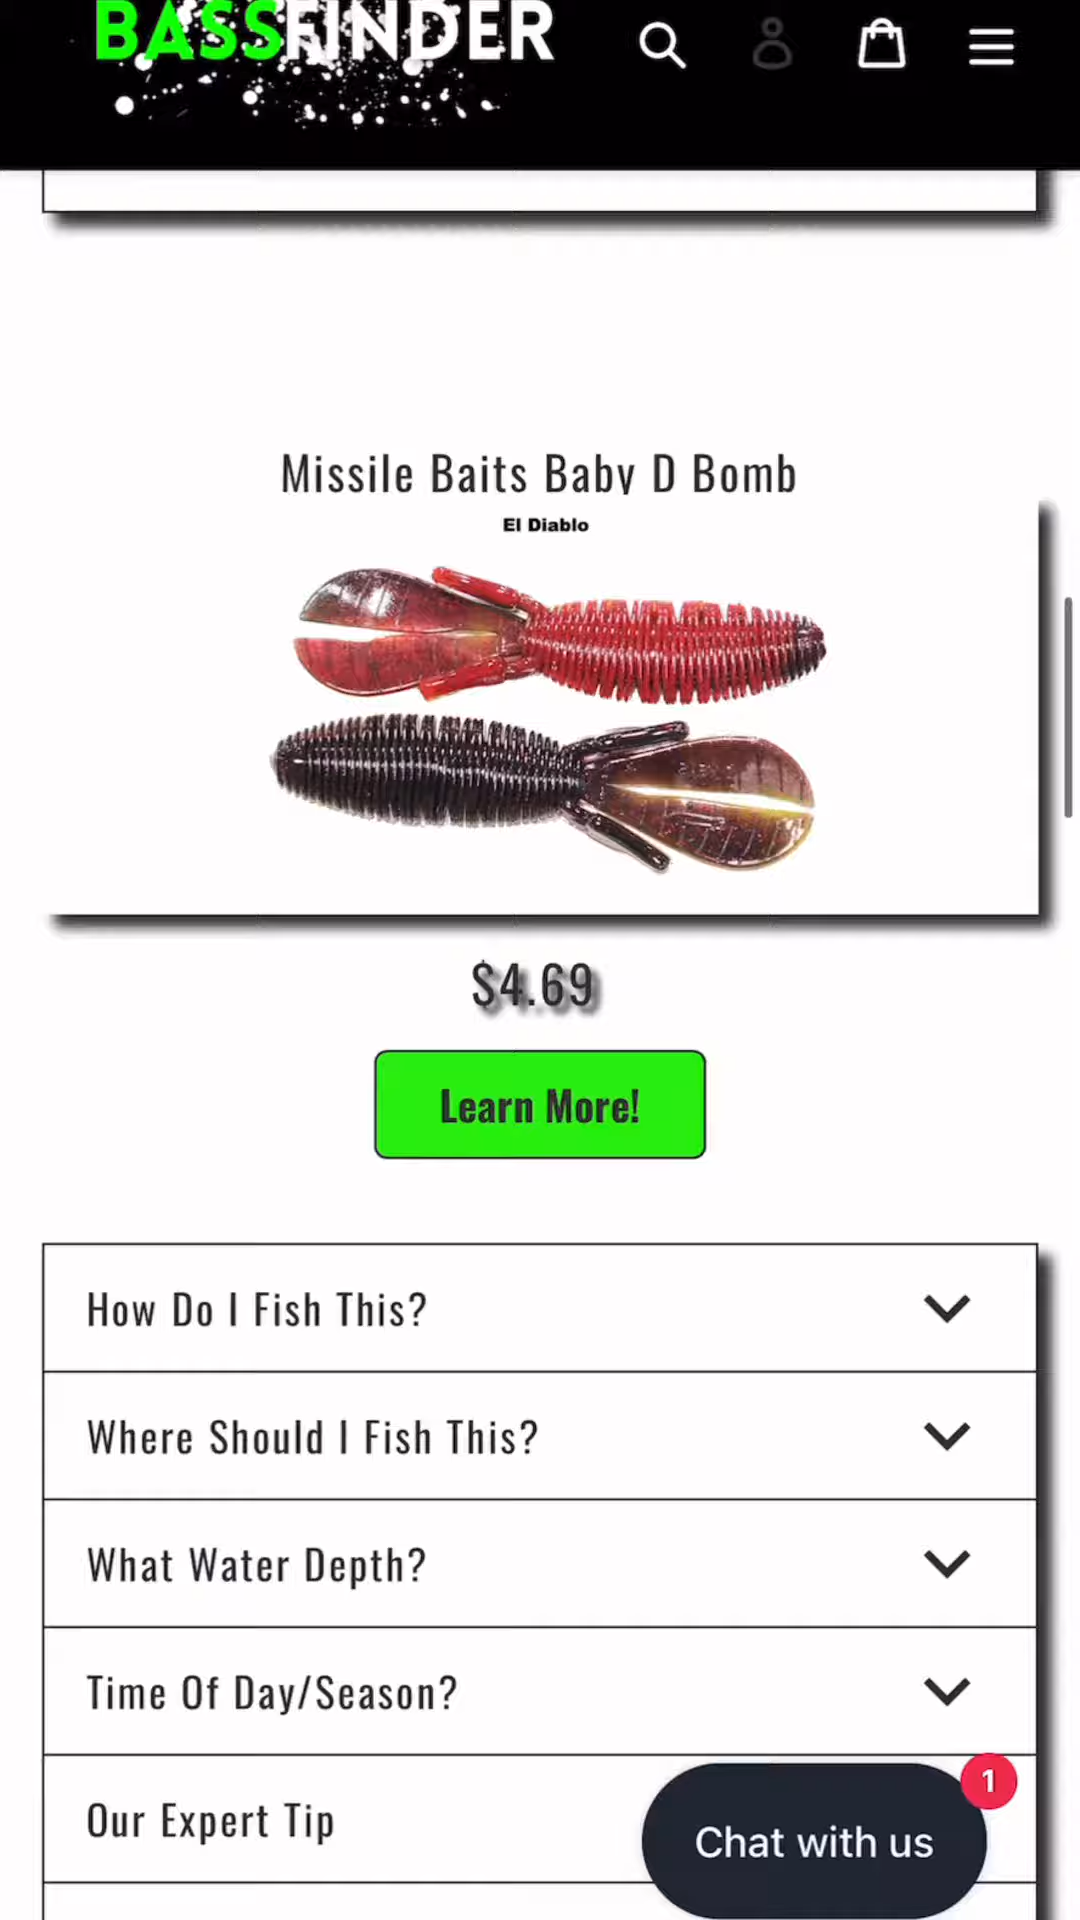 BASSFINDER
Missile Baits Baby D Bomb
El Diablo
$4.69
Learn More!
How Do I Fish This?
Where Should I Fish This?
What Water Depth?
Time Of Day/Season?
Our Expert Tip
1
Chat with us